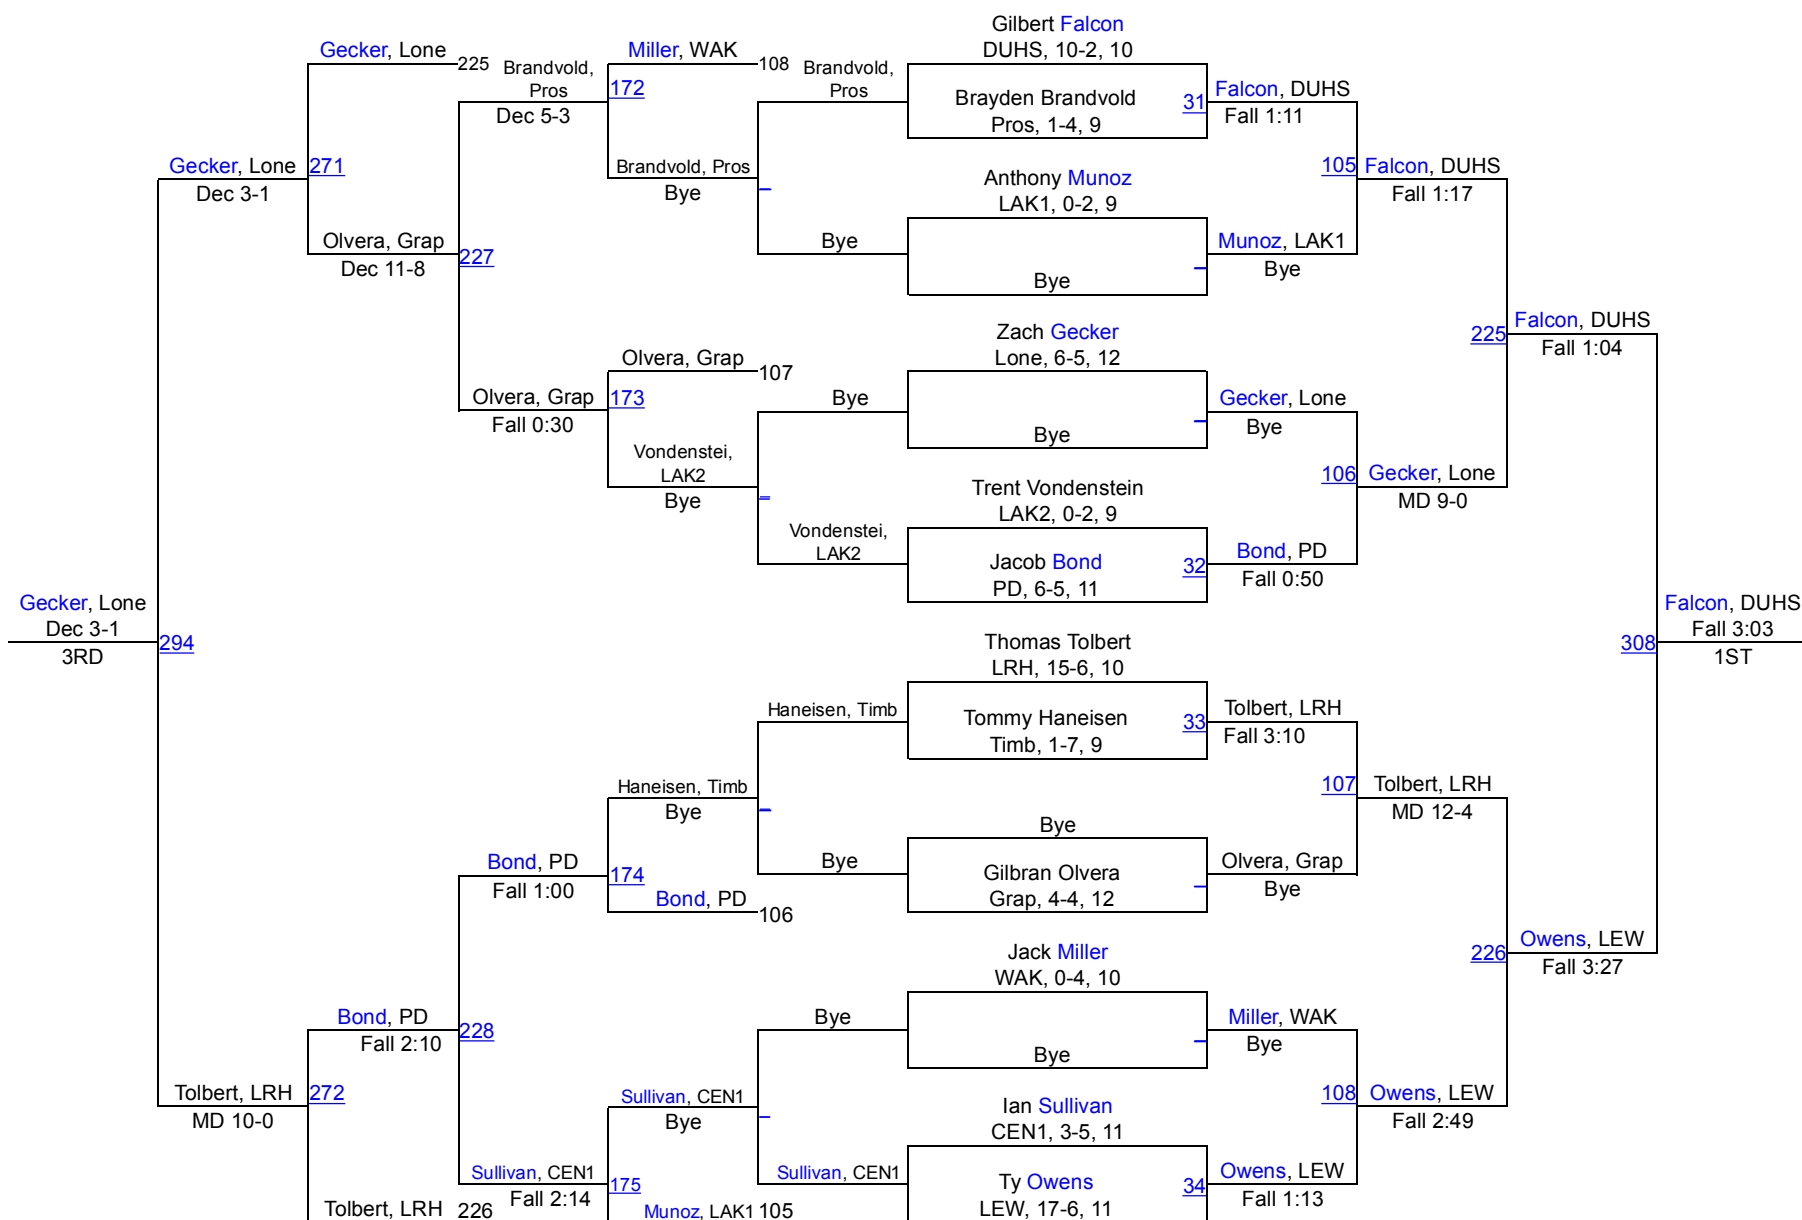 Gilbert Falcon
DUHS, 10-2, 10
Gecker, Lone
225
Brandvold,
Pros
Dec 5-3
Miller, WAK
108
172
Brandvold,
Pros
Brayden Brandvold
Pros, 1-4, 9
31
Falcon, DUHS
Fall 1:11
Gecker, Lone
Dec 3-1
271
Brandvold, Pros
Bye
Anthony Munoz
LAK1, 0-2, 9
105
Falcon, DUHS
Fall 1:17
Olvera, Grap
Dec 11-8
227
Bye
Bye
Munoz, LAK1
Bye
Zach Gecker
Lone, 6-5, 12
225
Falcon, DUHS
Fall 1:04
Olvera, Grap
107
Olvera, Grap
Fall 0:30
173
Bye
Bye
Gecker, Lone
Bye
Vondenstei,
LAK2
Bye
Trent Vondenstein
LAK2, 0-2, 9
106
Gecker, Lone
MD 9-0
Vondenstei,
LAK2
Jacob Bond
PD, 6-5, 11
32
Bond, PD
Fall 0:50
Gecker, Lone
Dec 3-1
3RD
294
Thomas Tolbert
LRH, 15-6, 10
308
Falcon, DUHS
Fall 3:03
1ST
Haneisen, Timb
Tommy Haneisen
Timb, 1-7, 9
33
Tolbert, LRH
Fall 3:10
Haneisen, Timb
Bye
107
Tolbert, LRH
MD 12-4
Bye
Bond, PD
Fall 1:00
174
Bond, PD
106
Bye
Gilbran Olvera
Grap, 4-4, 12
Olvera, Grap
Bye
Jack Miller
WAK, 0-4, 10
226
Owens, LEW
Fall 3:27
Bond, PD
Fall 2:10
228
Bye
Bye
Miller, WAK
Bye
Tolbert, LRH
MD 10-0
272
Sullivan, CEN1
Bye
Ian Sullivan
CEN1, 3-5, 11
108
Owens, LEW
Fall 2:49
Sullivan, CEN1
Fall 2:14
175
Sullivan, CEN1
Ty Owens
LEW, 17-6, 11
34
Owens, LEW
Fall 1:13
Tolbert, LRH
226
Munoz, LAK1
105